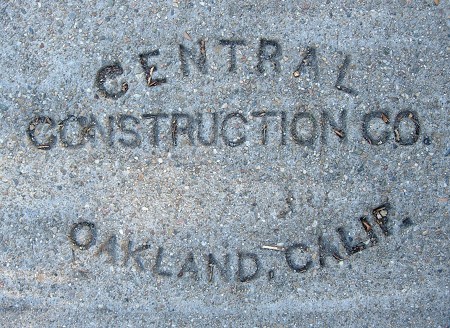 CENTRAL
CONSTRUCTION CO.
OAKLAND, CALIF.